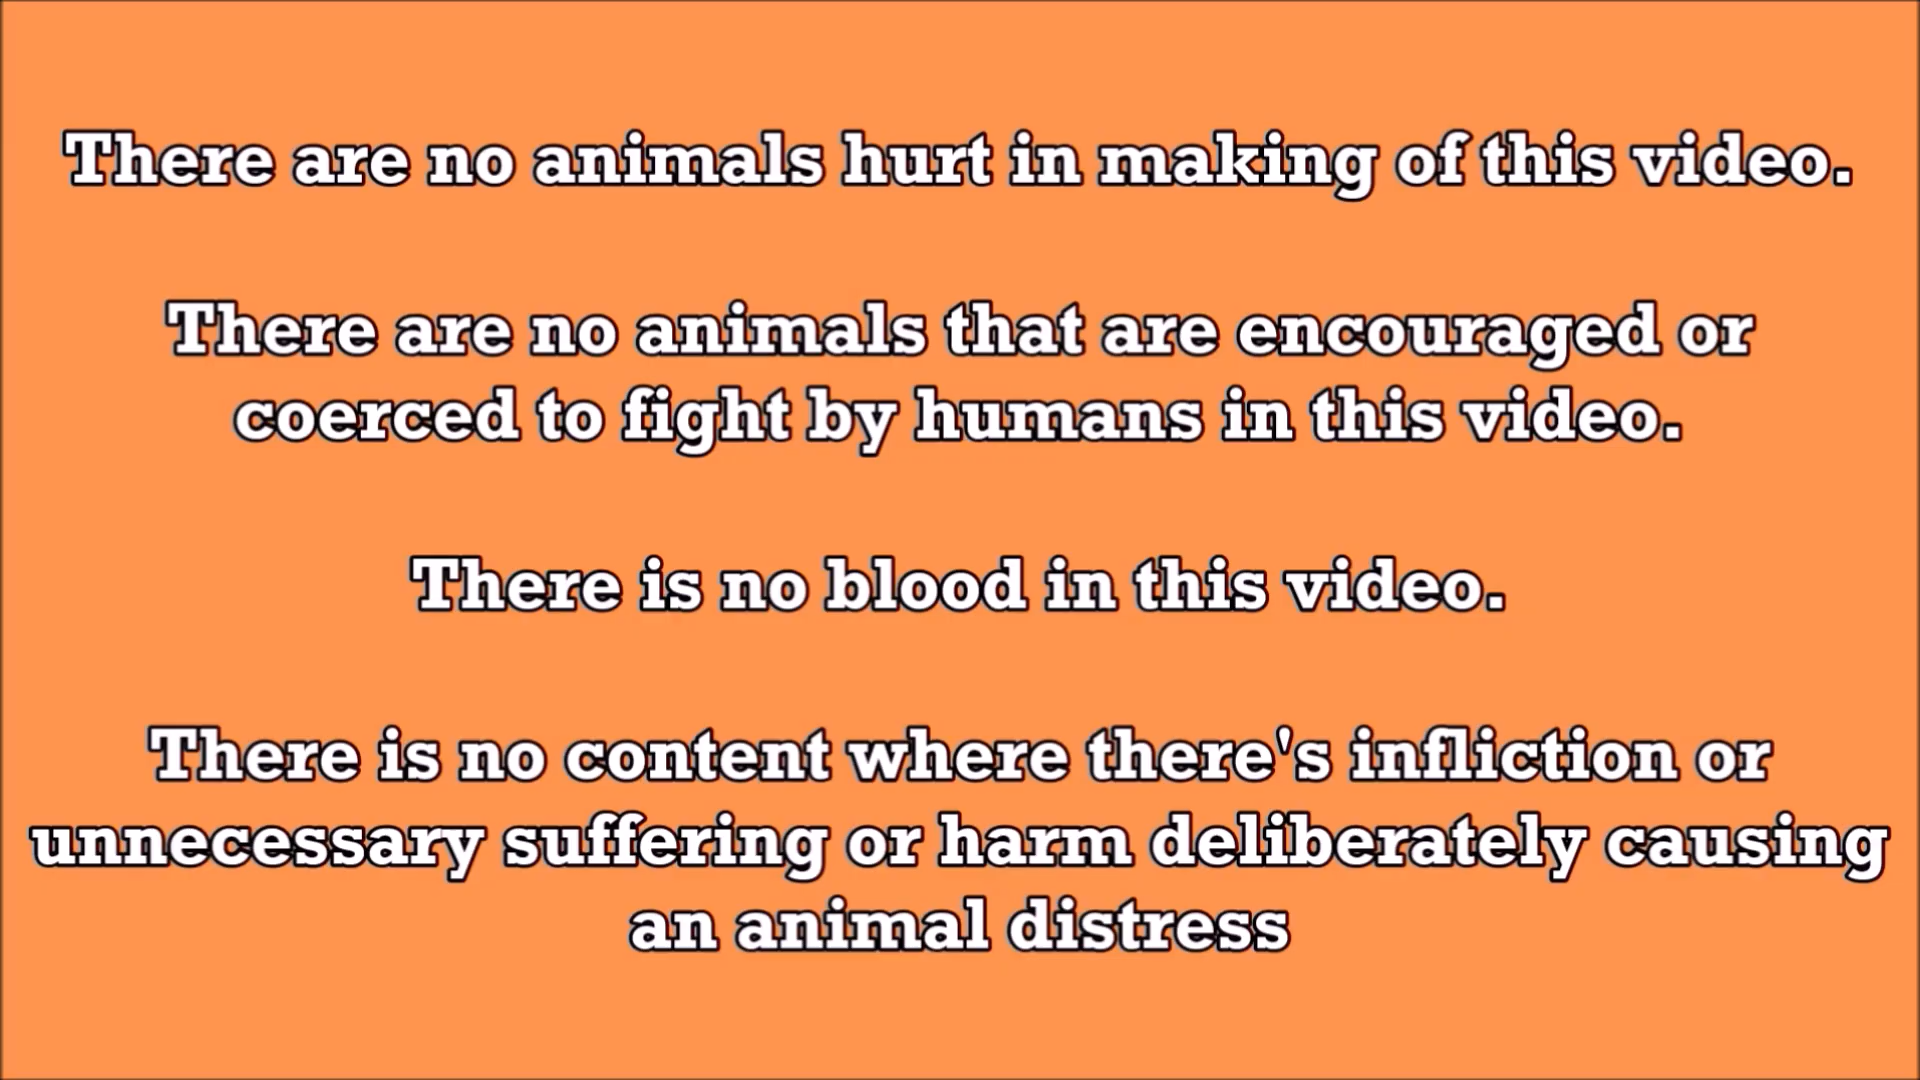 There are no animals hurt in making of this video.
There are no animals that are encouraged or
coerced to fight by humans in this video.
There is no blood in this video.
There is no content where there's infliction or
unnecessary suffering or harm deliberately causing
an animal distress